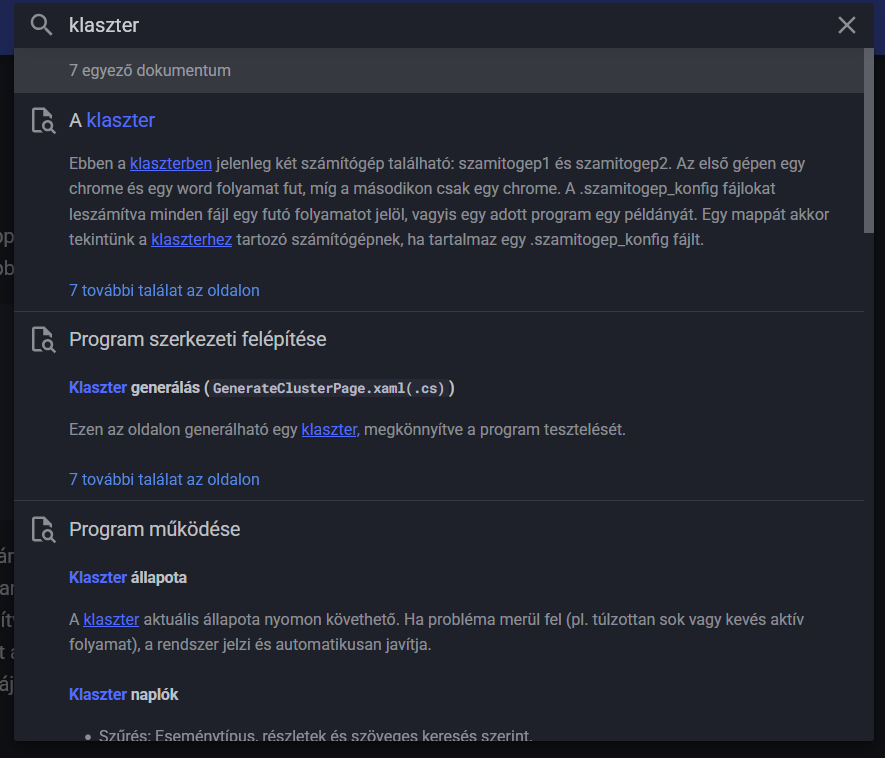 klaszter
7 egyező dokumentum
A klaszter
Ebben a klaszterben jelenleg két számítógép található: szamitogep1 és szamitogep2. Az első gépen egy
chrome és egy word folyamat fut, míg a másodikon csak egy chrome. A .szamitogep_konfig fájlokat
leszámítva minden fájl egy futó folyamatot jelöl, vagyis egy adott program egy példányát. Egy mappát akkor
tekintünk a klaszterhez tartozó számítógépnek, ha tartalmaz egy .szamitogep_konfig fájlt.
7 további találat az oldalon
Program szerkezeti felépítése
Klaszter generálás ( GenerateClusterPage.xaml(.cs) )
Ezen az oldalon generálható egy klaszter, megkönnyítve a program tesztelését.
7 további találat az oldalon
Program működése
Klaszter állapota
A klaszter aktuális állapota nyomon követhető. Ha probléma merül fel (pl. túlzottan sok vagy kevés aktív
folyamat), a rendszer jelzi és automatikusan javítja.
Klaszter naplók
• Szűrés: Eseménytípus, részletek és szöveges keresés szerint.